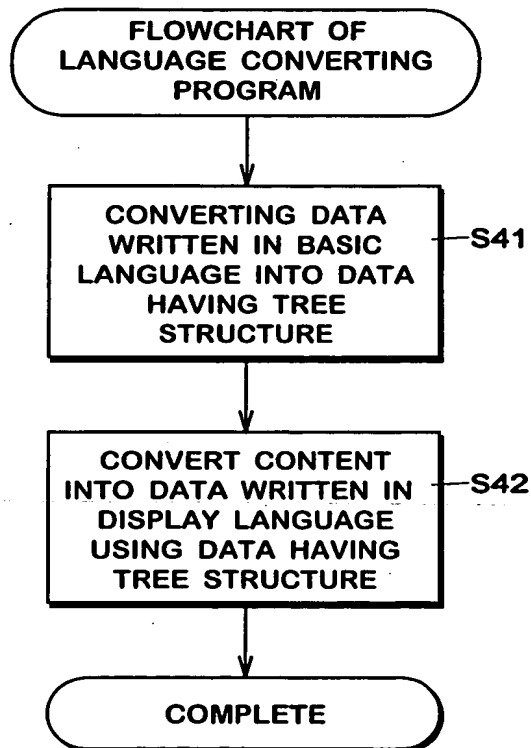 FLOWCHART OF
LANGUAGE CONVERTING
PROGRAM
CONVERTING DATA
WRITTEN IN BASIC
LANGUAGE INTO DATA
HAVING TREE
STRUCTURE
S41
CONVERT CONTENT
INTO DATA WRITTEN IN
DISPLAY LANGUAGE
USING DATA HAVING
TREE STRUCTURE
S42
COMPLETE